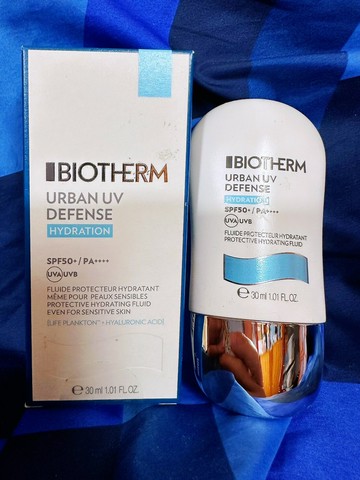 BIOTHERM
URBAN UV
DEFENSE
HYDRATION
SPF50+/PA++++
UVA UVB
FLUIDE PROTECTEUR HYDRATANT
MÊME POUR PEAUX SENSIBLES
PROTECTIVE HYDRATING FLUID
EVEN FOR SENSITIVE SKIN
[LIFE PLANKTON™ + HYALURONIC ACID]
℮ 30 ml 1.01 FL.OZ.
BIOTHERM
URBAN UV
DEFENSE
HYDRATION
SPF50+/PA++++
UVA UVB
FLUIDE PROTECTEUR HYDRATANT
PROTECTIVE HYDRATING FLUID
℮ 30 ml 1.01 FL.OZ.